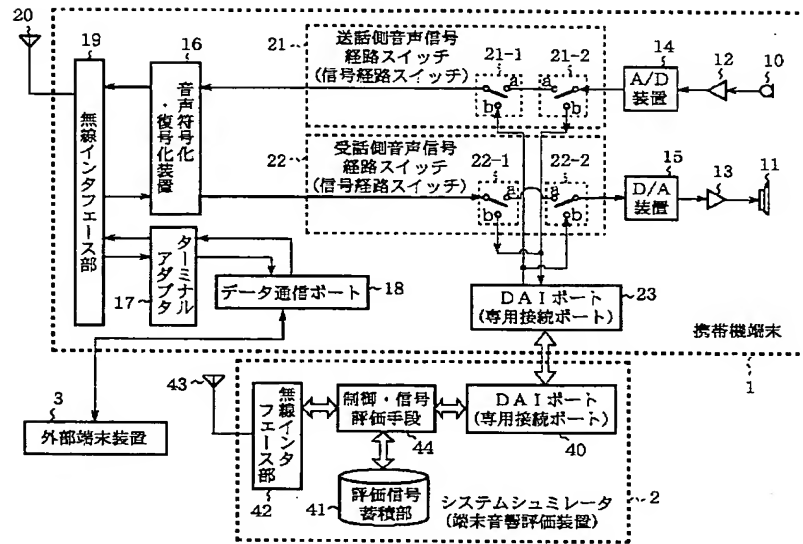 20
19
16
21
送話側音声信号
経路スイッチ
(信号経路スイッチ)
21-1
21-2
a
a
b
b
14
A/D
装置
12
10
無線インタフェース部
音声符号化
・復号化装置
22
受話側音声信号
経路スイッチ
(信号経路スイッチ)
22-1
22-2
a
a
b
b
15
D/A
装置
13
11
ターミナル
アダプタ
17
データ通信ポート
18
DAIポート
(専用接続ポート)
23
携帯機端末
1
3
外部端末装置
43
無線インタ
フェース部
42
制御・信号
評価手段
44
DAIポート
(専用接続ポート)
40
評価信号
蓄積部
41
システムシュミレータ
(端末音響評価装置)
2